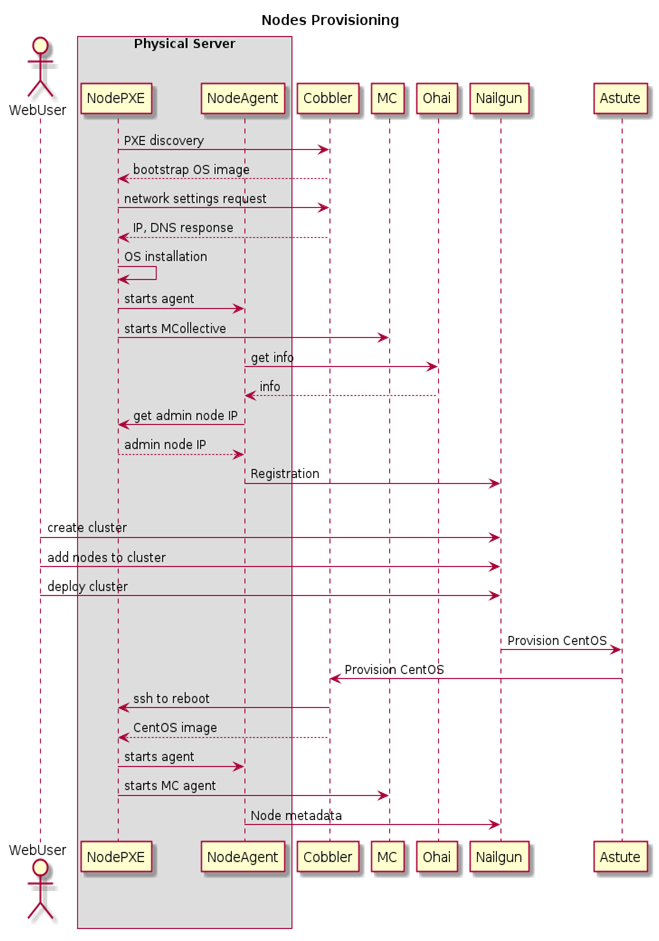 Nodes Provisioning
Physical Server
WebUser
NodePXE
NodeAgent
Cobbler
MC
Ohai
Nailgun
Astute
PXE discovery
bootstrap OS image
network settings request
IP, DNS response
OS installation
starts agent
starts MCollective
get info
info
get admin node IP
admin node IP
Registration
create cluster
add nodes to cluster
deploy cluster
Provision CentOS
Provision CentOS
ssh to reboot
CentOS image
starts agent
starts MC agent
Node metadata
WebUser
NodePXE
NodeAgent
Cobbler
MC
Ohai
Nailgun
Astute